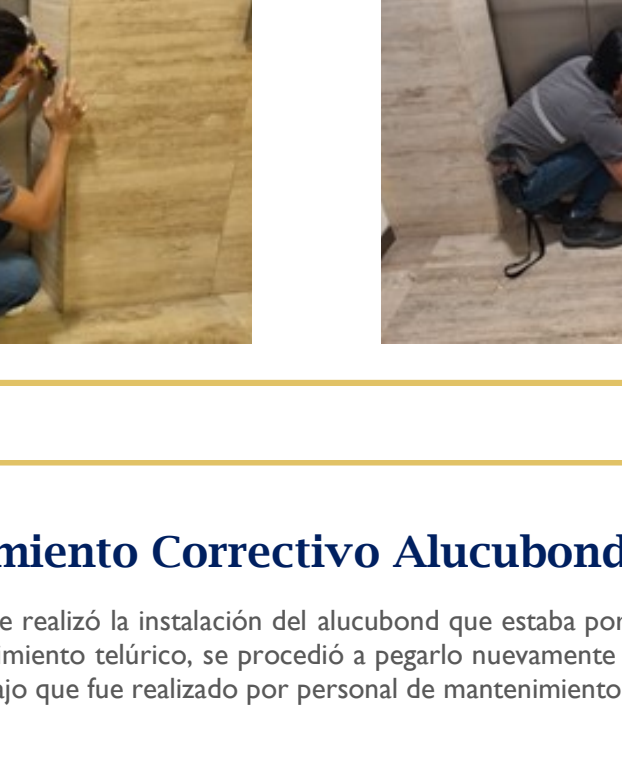 miento Correctivo Alucubond
e realizó la instalación del alucubond que estaba por
imiento telúrico, se procedió a pegarlo nuevamente
ajo que fue realizado por personal de mantenimiento